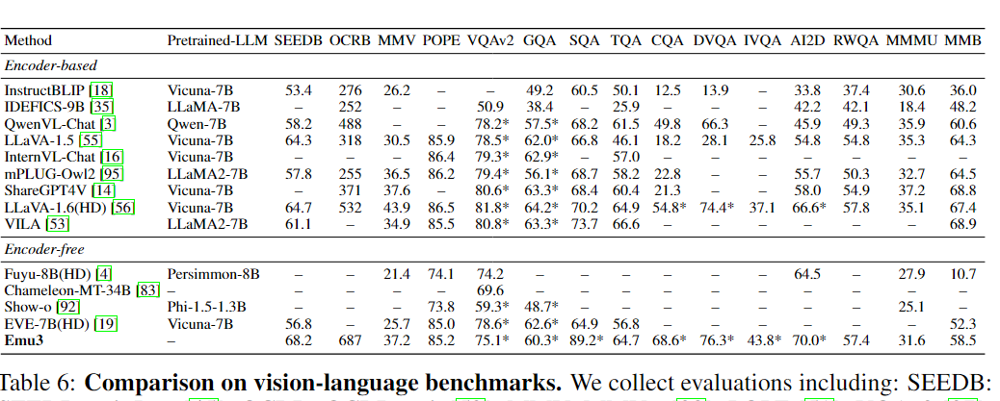 Method Pretrained-LLM SEEDB OCRB MMV POPE VQAv2 GQA SQA TQA CQA DVQA IVQA AI2D RWQA MMMU MMB
Encoder-based
InstructBLIP [18] Vicuna-7B 53.4 276 26.2 – – 49.2 60.5 50.1 12.5 13.9 – 33.8 37.4 30.6 36.0
IDEFICS-9B [35] LLaMA-7B – 252 – – 50.9 38.4 – 25.9 – – – 42.2 42.1 18.4 48.2
QwenVL-Chat [3] Qwen-7B 58.2 488 – – 78.2* 57.5* 68.2 61.5 49.8 66.3 – 45.9 49.3 35.9 60.6
LLaVA-1.5 [55] Vicuna-7B 64.3 318 30.5 85.9 78.5* 62.0* 66.8 46.1 18.2 28.1 25.8 54.8 54.8 35.3 64.3
InternVL-Chat [16] Vicuna-7B – – – 86.4 79.3* 62.9* – 57.0 – – – – – – –
mPLUG-Owl2 [95] LLaMA2-7B 57.8 255 36.5 86.2 79.4* 56.1* 68.7 58.2 22.8 – – 55.7 50.3 32.7 64.5
ShareGPT4V [14] Vicuna-7B – 371 37.6 – 80.6* 63.3* 68.4 60.4 21.3 – – 58.0 54.9 37.2 68.8
LLaVA-1.6(HD) [56] Vicuna-7B 64.7 532 43.9 86.5 81.8* 64.2* 70.2 64.9 54.8* 74.4* 37.1 66.6* 57.8 35.1 67.4
VILA [53] LLaMA2-7B 61.1 – 34.9 85.5 80.8* 63.3* 73.7 66.6 – – – – – – 68.9
Encoder-free
Fuyu-8B(HD) [4] Persimmon-8B – – 21.4 74.1 74.2 – – – – – – 64.5 – 27.9 10.7
Chameleon-MT-34B [83] – – – – – 69.6 – – – – – – – – – –
Show-o [92] Phi-1.5-1.3B – – – 73.8 59.3* 48.7* – – – – – – – 25.1 –
EVE-7B(HD) [19] Vicuna-7B 56.8 – 25.7 85.0 78.6* 62.6* 64.9 56.8 – – – – – – 52.3
Emu3 – 68.2 687 37.2 85.2 75.1* 60.3* 89.2* 64.7 68.6* 76.3* 43.8* 70.0* 57.4 31.6 58.5
Table 6: Comparison on vision-language benchmarks. We collect evaluations including: SEEDB: